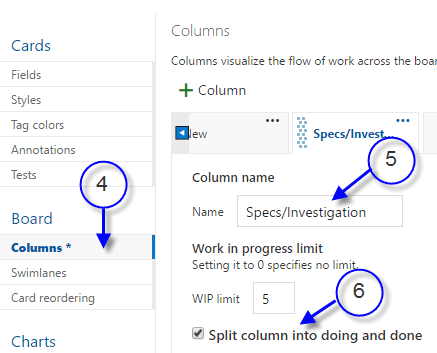 Cards
Fields
Styles
Tag colors
Annotations
Tests
Board
Columns *
Swimlanes
Card reordering
Charts
Columns
Columns visualize the flow of work across the boar
+ Column
New
Specs/Invest...
Column name
Name Specs/Investigation
Work in progress limit
Setting it to 0 specifies no limit.
WIP limit 5
Split column into doing and done
4
5
6